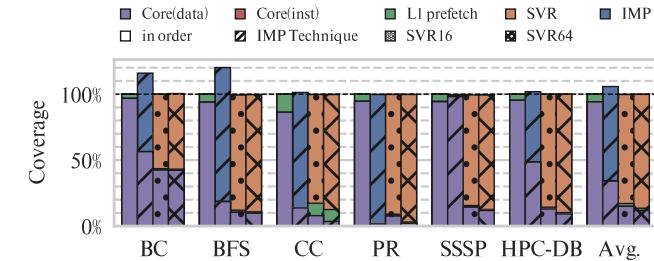 Core(data) Core(inst) L1 prefetch SVR IMP
in order IMP Technique SVR16 SVR64
Coverage
100%
50%
0%
BC BFS CC PR SSSP HPC-DB Avg.